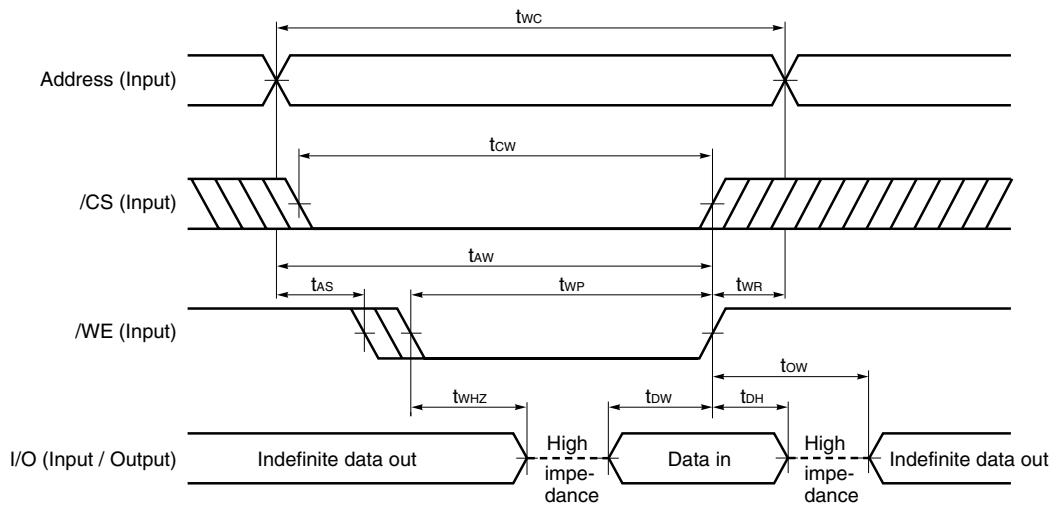 tWC
Address (Input)
tCW
/CS (Input)
tAW
tAS
tWP
tWR
/WE (Input)
tOW
tWHZ
tDW
tDH
I/O (Input / Output)
Indefinite data out
High
impe-
dance
Data in
High
impe-
dance
Indefinite data out